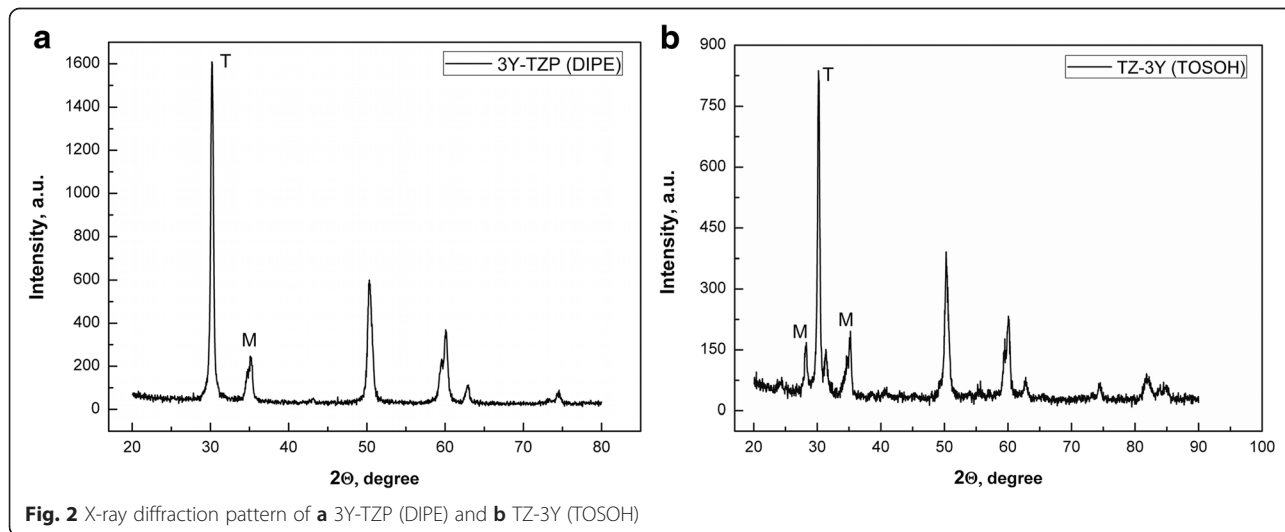 a
3Y-TZP (DIPE)
T
M
1600
1400
1200
1000
800
600
400
200
0
Intensity, a.u.
20 30 40 50 60 70 80
2Θ, degree
b
TZ-3Y (TOSOH)
T
M
M
900
750
600
450
300
150
0
Intensity, a.u.
20 30 40 50 60 70 80 90 100
2Θ, degree
Fig. 2 X-ray diffraction pattern of a 3Y-TZP (DIPE) and b TZ-3Y (TOSOH)